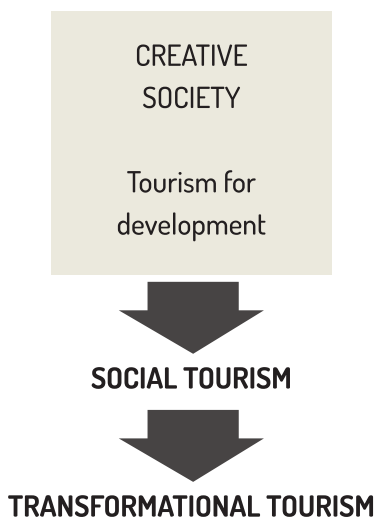 CREATIVE
SOCIETY
Tourism for
development
SOCIAL TOURISM
TRANSFORMATIONAL TOURISM